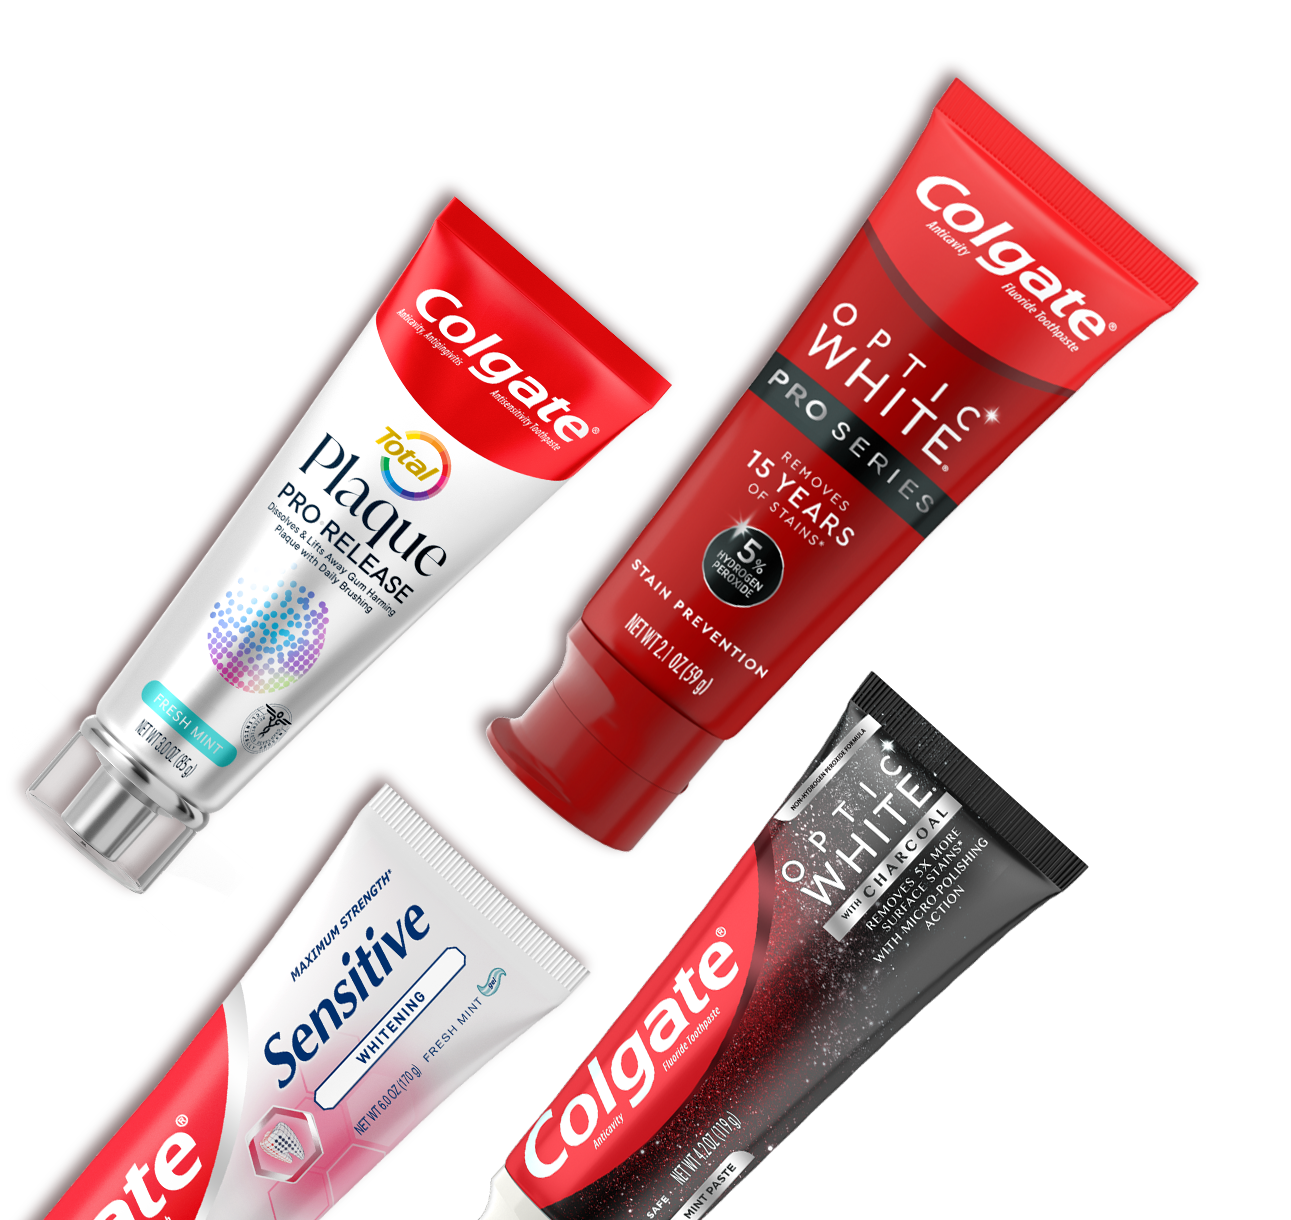 Colgate®
Anticavity, Antigingivitis
Antisensitivity Toothpaste
Total
Plaque
PRO RELEASE
Dissolves & Lifts Away Gum Harming
Plaque with Daily Brushing
FRESH MINT
NET WT 3.0 OZ (85 g)
Colgate®
Anticavity
Fluoride Toothpaste
OPTIC
WHITE®
PRO SERIES
REMOVES
15 YEARS
OF STAINS*
5%
HYDROGEN
PEROXIDE
STAIN PREVENTION
NET WT 2.1 OZ (59 g)
MAXIMUM STRENGTH*
Sensitive
WHITENING
FRESH MINT
gel
NET WT 6.0 OZ (170 g)
ate®
NON-HYDROGEN PEROXIDE FORMULA
OPTIC
WHITE®
WITH CHARCOAL
REMOVES 5X MORE
SURFACE STAINS*
WITH MICRO-POLISHING
ACTION
Colgate®
Anticavity
Fluoride Toothpaste
NET WT 4.2 OZ (119 g)
SAFE
MINT PASTE